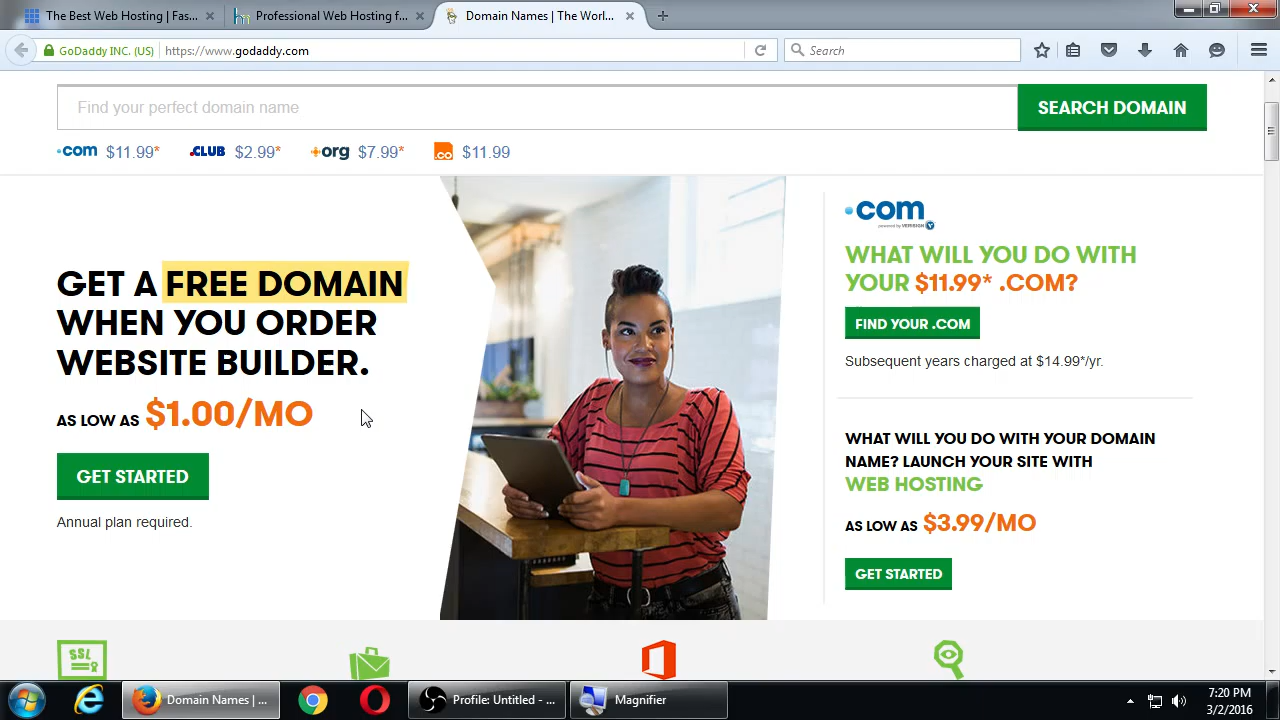 The Best Web Hosting | Fas...
Professional Web Hosting f...
Domain Names | The Worl...
GoDaddy INC. (US)
https://www.godaddy.com
Search
Find your perfect domain name
SEARCH DOMAIN
.com $11.99*
.CLUB $2.99*
org $7.99*
.co $11.99
GET A FREE DOMAIN
WHEN YOU ORDER
WEBSITE BUILDER.
AS LOW AS $1.00/MO
GET STARTED
Annual plan required.
.com
powered by VERISIGN
WHAT WILL YOU DO WITH
YOUR $11.99* .COM?
FIND YOUR .COM
Subsequent years charged at $14.99*/yr.
WHAT WILL YOU DO WITH YOUR DOMAIN
NAME? LAUNCH YOUR SITE WITH
WEB HOSTING
AS LOW AS $3.99/MO
GET STARTED
SSL
Domain Names | ...
Profile: Untitled - ...
Magnifier
7:20 PM
3/2/2016